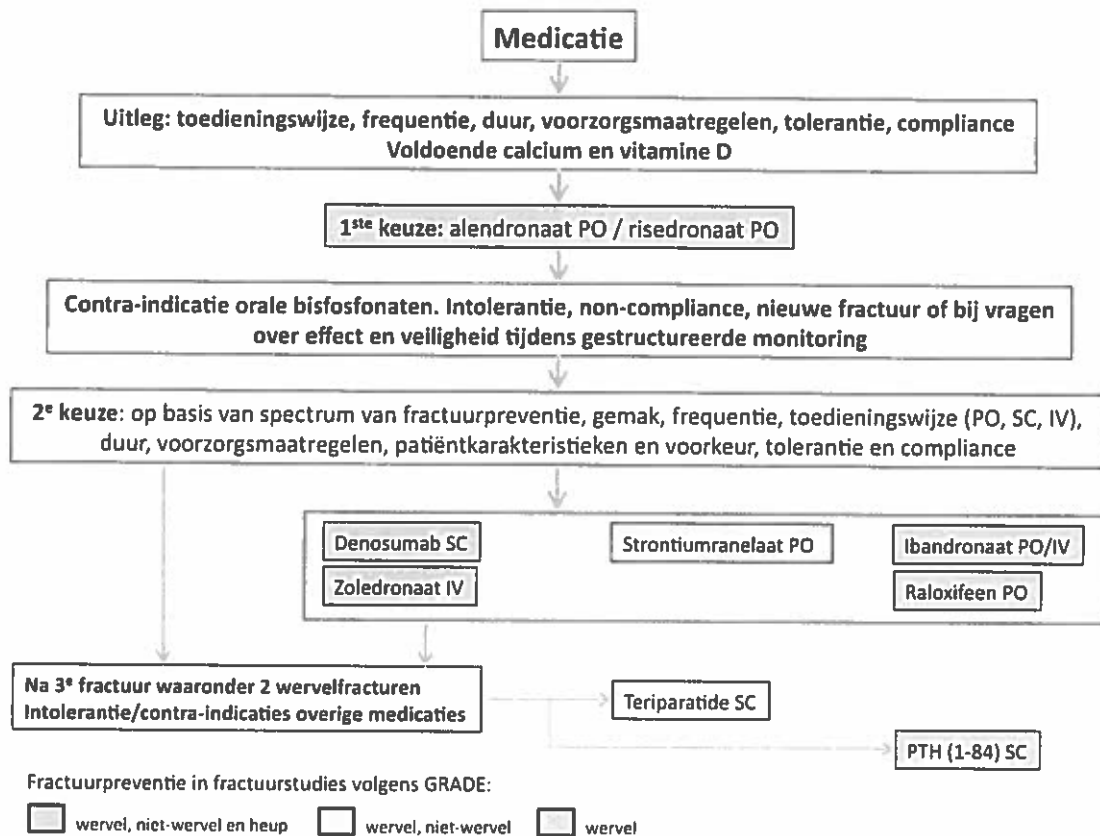 Medicatie
Uitleg: toedieningswijze, frequentie, duur, voorzorgsmaatregelen, tolerantie, compliance
Voldoende calcium en vitamine D
1ste keuze: alendronaat PO / risedronaat PO
Contra-indicatie orale bisfosfonaten. Intolerantie, non-compliance, nieuwe fractuur of bij vragen
over effect en veiligheid tijdens gestructureerde monitoring
2e keuze: op basis van spectrum van fractuurpreventie, gemak, frequentie, toedieningswijze (PO, SC, IV),
duur, voorzorgsmaatregelen, patiëntkarakteristieken en voorkeur, tolerantie en compliance
Denosumab SC
Strontiumranelaat PO
Ibandronaat PO/IV
Zoledronaat IV
Raloxifeen PO
Na 3e fractuur waaronder 2 wervelfracturen
Intolerantie/contra-indicaties overige medicaties
Teriparatide SC
PTH (1-84) SC
Fractuurpreventie in fractuurstudies volgens GRADE:
wervel, niet-wervel en heup
wervel, niet-wervel
wervel